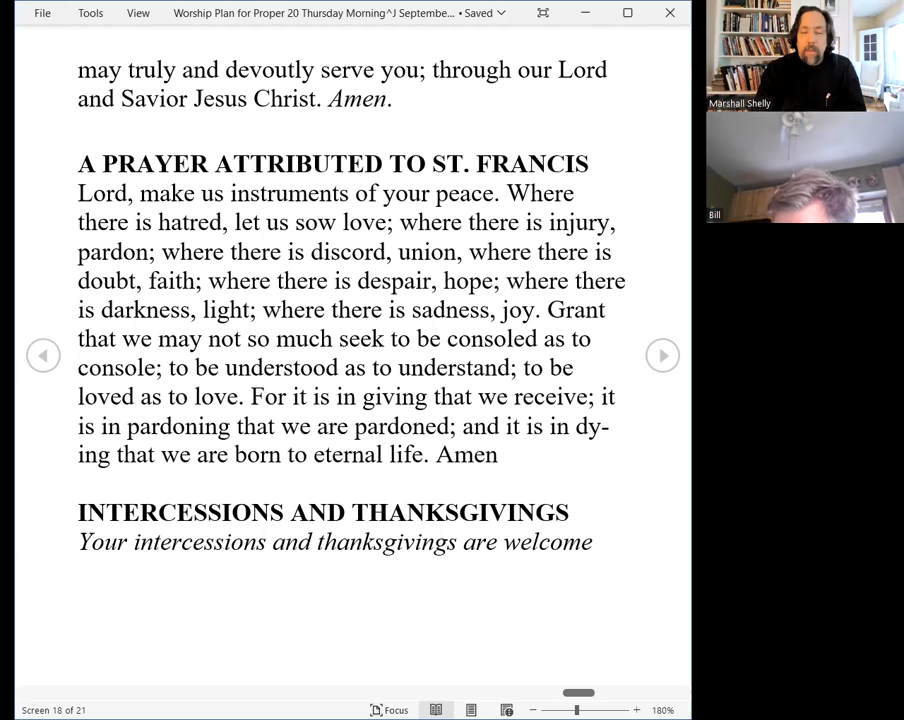 File Tools Worship Plan for Proper 20 Thursday Morning^J Septembe... • Saved
may truly and devoutly serve you; through our Lord
and Savior Jesus Christ. Amen.
A PRAYER ATTRIBUTED TO ST. FRANCIS
Lord, make us instruments of your peace. Where
there is hatred, let us sow love; where there is injury,
pardon; where there is discord, union, where there is
doubt, faith; where there is despair, hope; where there
is darkness, light; where there is sadness, joy. Grant
that we may not so much seek to be consoled as to
console; to be understood as to understand; to be
loved as to love. For it is in giving that we receive; it
is in pardoning that we are pardoned; and it is in dy-
ing that we are born to eternal life. Amen
INTERCESSIONS AND THANKSGIVINGS
Your intercessions and thanksgivings are welcome
Screen 18 of 21 Focus 180%
Marshall Shelly
Bill